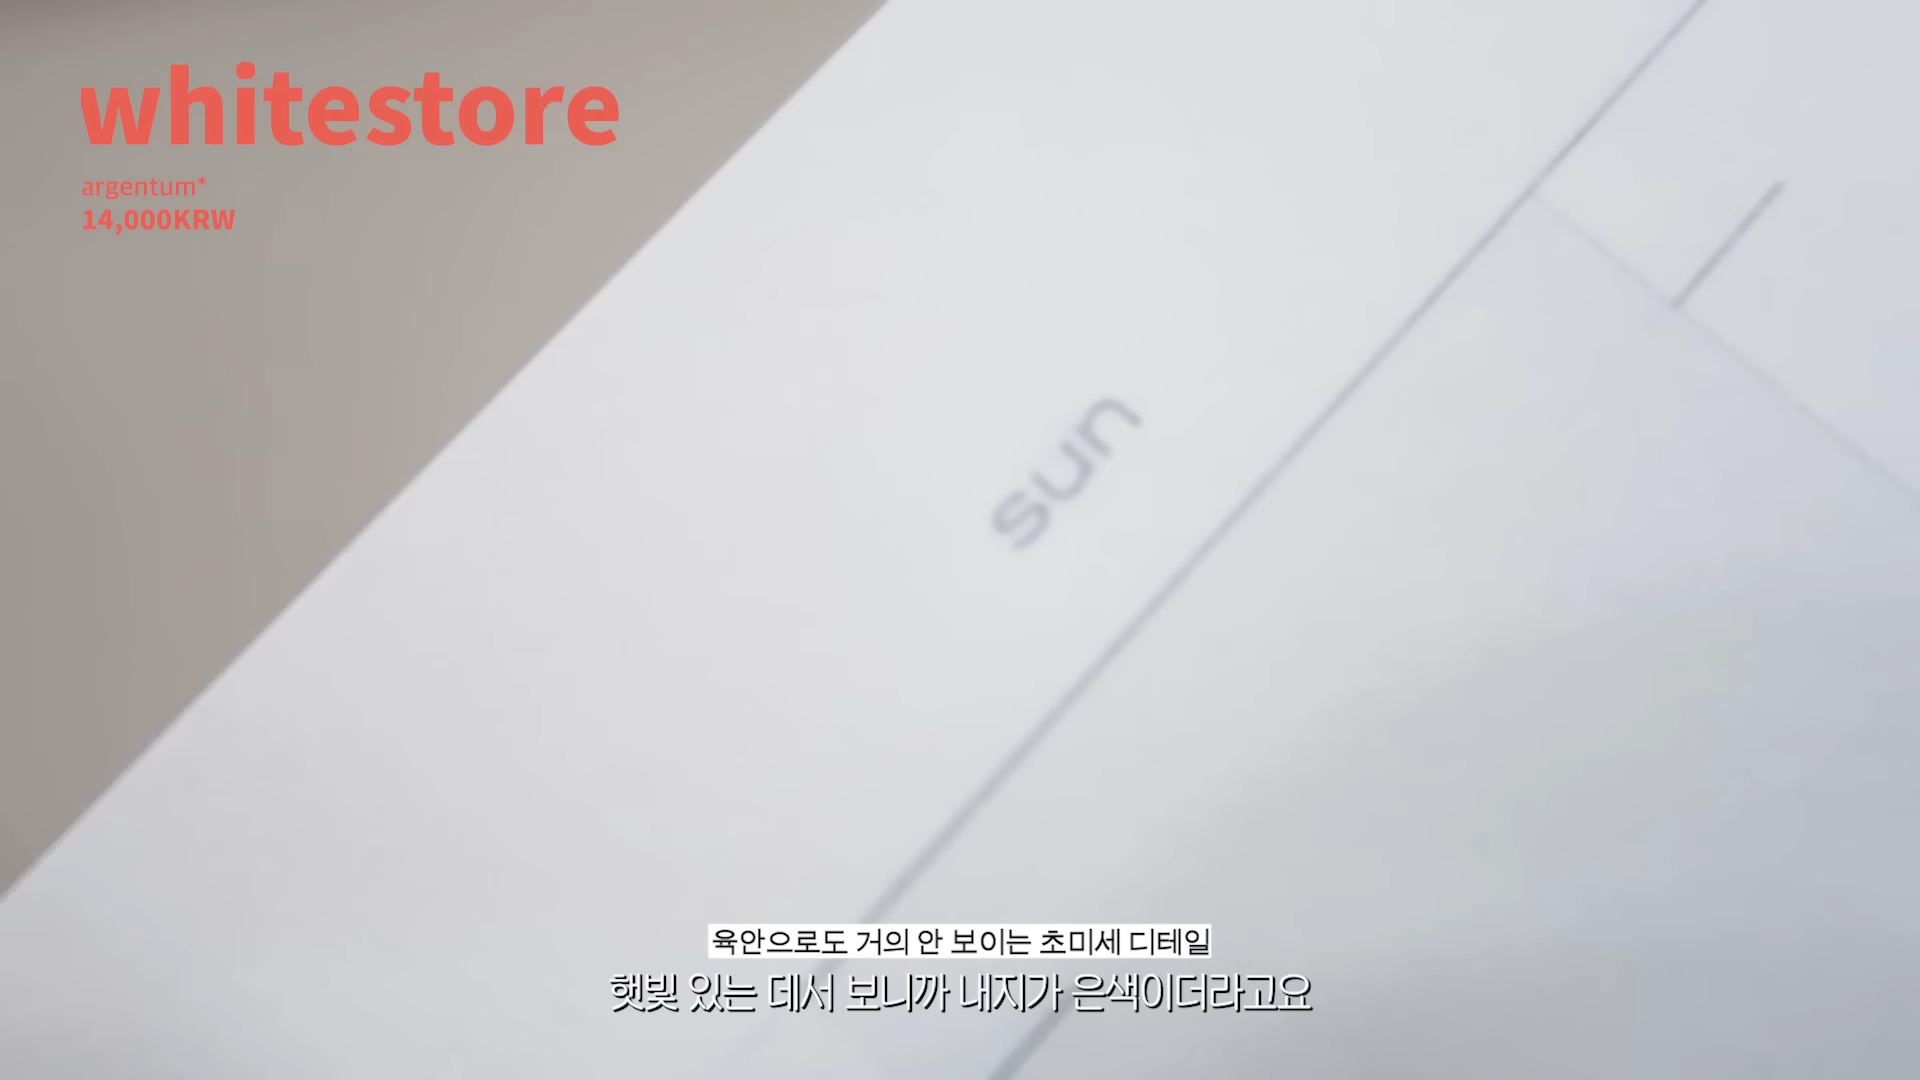 whitestore
argentum*
14,000KRW
sun
육안으로도 거의 안 보이는 초미세 디테일
햇빛 있는 데서 보니까 내지가 은색이더라고요